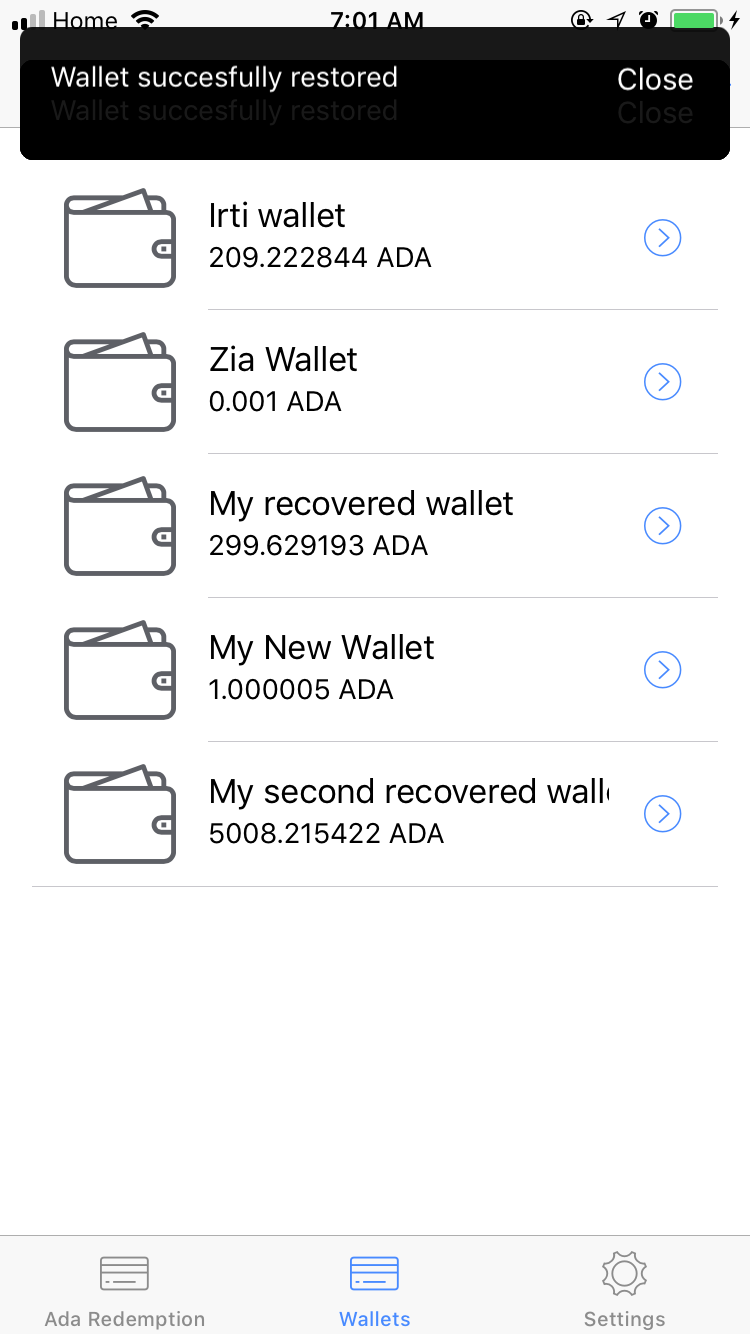 Home 7:01 AM
Wallet succesfully restored Close
Wallet succesfully restored Close
Irti wallet
209.222844 ADA
Zia Wallet
0.001 ADA
My recovered wallet
299.629193 ADA
My New Wallet
1.000005 ADA
My second recovered wall
5008.215422 ADA
Ada Redemption Wallets Settings